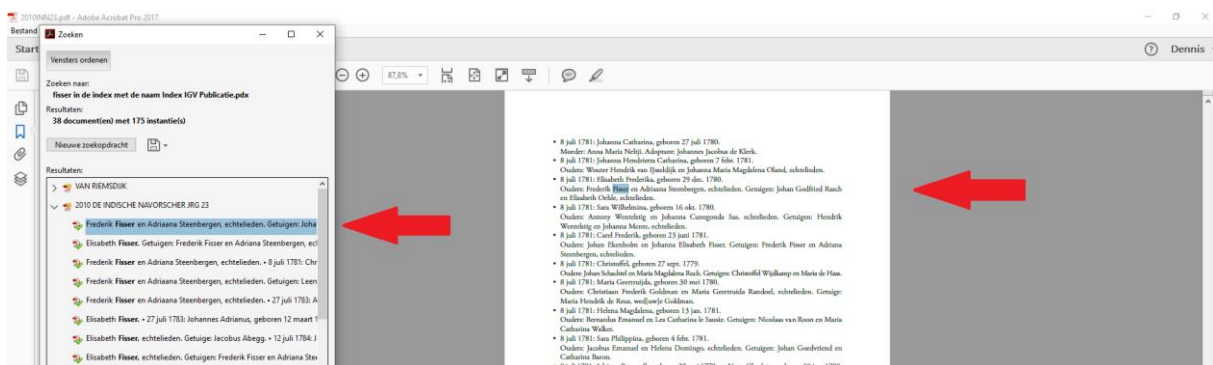 2010INN23.pdf - Adobe Acrobat Pro 2017
Bestand
Start
Dennis
87,8%
Zoeken
Vensters ordenen
Zoeken naar:
fisser in de index met de naam Index IGV Publicatie.pdx
Resultaten:
38 document(en) met 175 instantie(s)
Nieuwe zoekopdracht
Resultaten:
VAN RIEMSDIJK
2010 DE INDISCHE NAVORSCHER JRG 23
Frederik Fisser en Adriaana Steenbergen, echtelieden. Getuigen: Joha
Elisabeth Fisser. Getuigen: Frederik Fisser en Adriana Steenbergen, ecl
Frederik Fisser en Adriana Steenbergen, echtelieden. • 8 juli 1781: Chr
Frederik Fisser en Adriana Steenbergen, echtelieden. Getuigen: Leen
Frederik Fisser en Adriana Steenbergen, echtelieden. • 27 juli 1783: A
Elisabeth Fisser. • 27 juli 1783: Johannes Adrianus, geboren 12 maart 1
Elisabeth Fisser, echtelieden. Getuige: Jacobus Abegg. • 12 juli 1784: J
Elisabeth Fisser, echtelieden. Getuigen: Frederik Fisser en Adriana Stee
• 8 juli 1781: Johanna Catharina, geboren 27 juli 1780.
Moeder: Anna Maria Neltji. Adoptant: Johannes Jacobus de Klerk.
• 8 juli 1781: Johanna Hendrietta Catharina, geboren 7 febr. 1781.
Ouders: Wouter Hendrik van IJsseldijk en Johanna Maria Magdalena Oland, echtelieden.
• 8 juli 1781: Elisabeth Frederika, geboren 29 dec. 1780.
Ouders: Frederik Fisser en Adriaana Steenbergen, echtelieden. Getuigen: Johan Godfried Rasch
en Elisabeth Oehle, echtelieden.
• 8 juli 1781: Sara Wilhelmina, geboren 16 okt. 1780.
Ouders: Antony Wentelstig en Johanna Cunegonda Sas, echtelieden. Getuigen: Hendrik
Wentelstig en Johanna Mentz, echtelieden.
• 8 juli 1781: Carel Frederik, geboren 23 juni 1781.
Ouders: Johan Ekenholm en Johanna Elisabeth Fisser. Getuigen: Frederik Fisser en Adriana
Steenbergen, echtelieden.
• 8 juli 1781: Christoffel, geboren 27 sept. 1779.
Ouders: Johan Schachtel en Maria Magdalena Ruch. Getuigen: Christoffel Wijdkamp en Maria de Haas.
• 8 juli 1781: Maria Geertruijda, geboren 30 mei 1780.
Ouders: Christiaan Frederik Goldman en Maria Geertruida Randoel, echtelieden. Getuige:
Maria Hendrik de Reus, wed[uw]e Goldman.
• 8 juli 1781: Helena Magdalena, geboren 13 jan. 1781.
Ouders: Bernardus Emanuel en Lea Catharina le Sausie. Getuigen: Nicolaas van Roon en Maria
Catharina Walker.
• 8 juli 1781: Sara Philippina, geboren 4 febr. 1781.
Ouders: Jacobus Emanuel en Helena Domingo, echtelieden. Getuigen: Johan Goedvriend en
Catharina Baron.